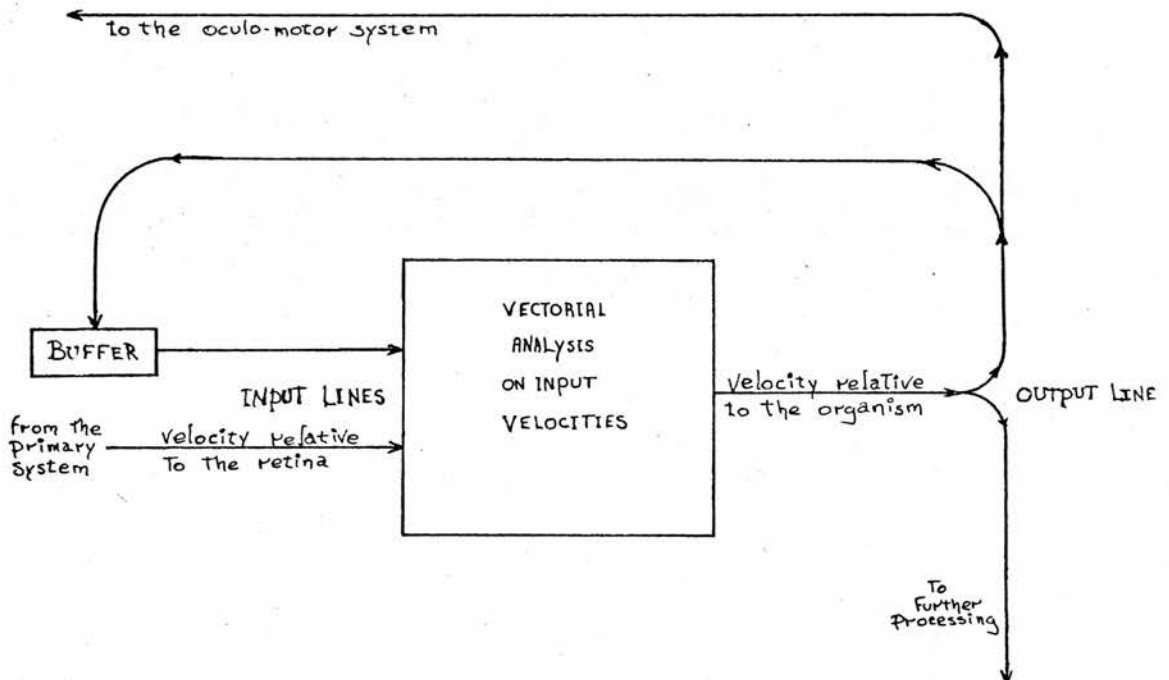 to the oculo-motor system
BUFFER
VECTORIAL
ANALYSIS
ON INPUT
VELOCITIES
INPUT LINES
from the
primary
system
velocity relative
To the retina
velocity relative
to the organism
OUTPUT LINE
To
Further
Processing